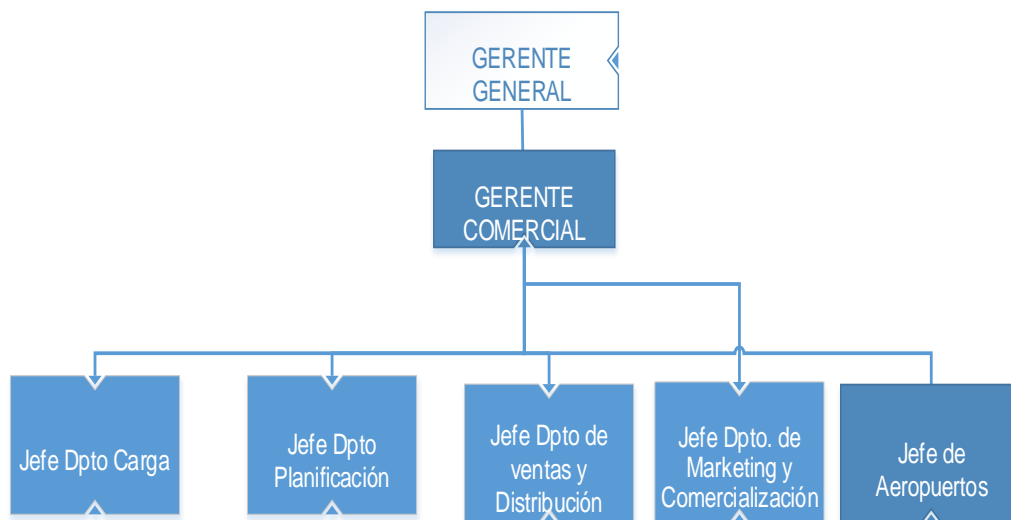 GERENTE
GENERAL
GERENTE
COMERCIAL
Jefe Dpto Carga
Jefe Dpto
Planificación
Jefe Dpto de
ventas y
Distribución
Jefe Dpto. de
Marketing y
Comercialización
Jefe de
Aeropuertos